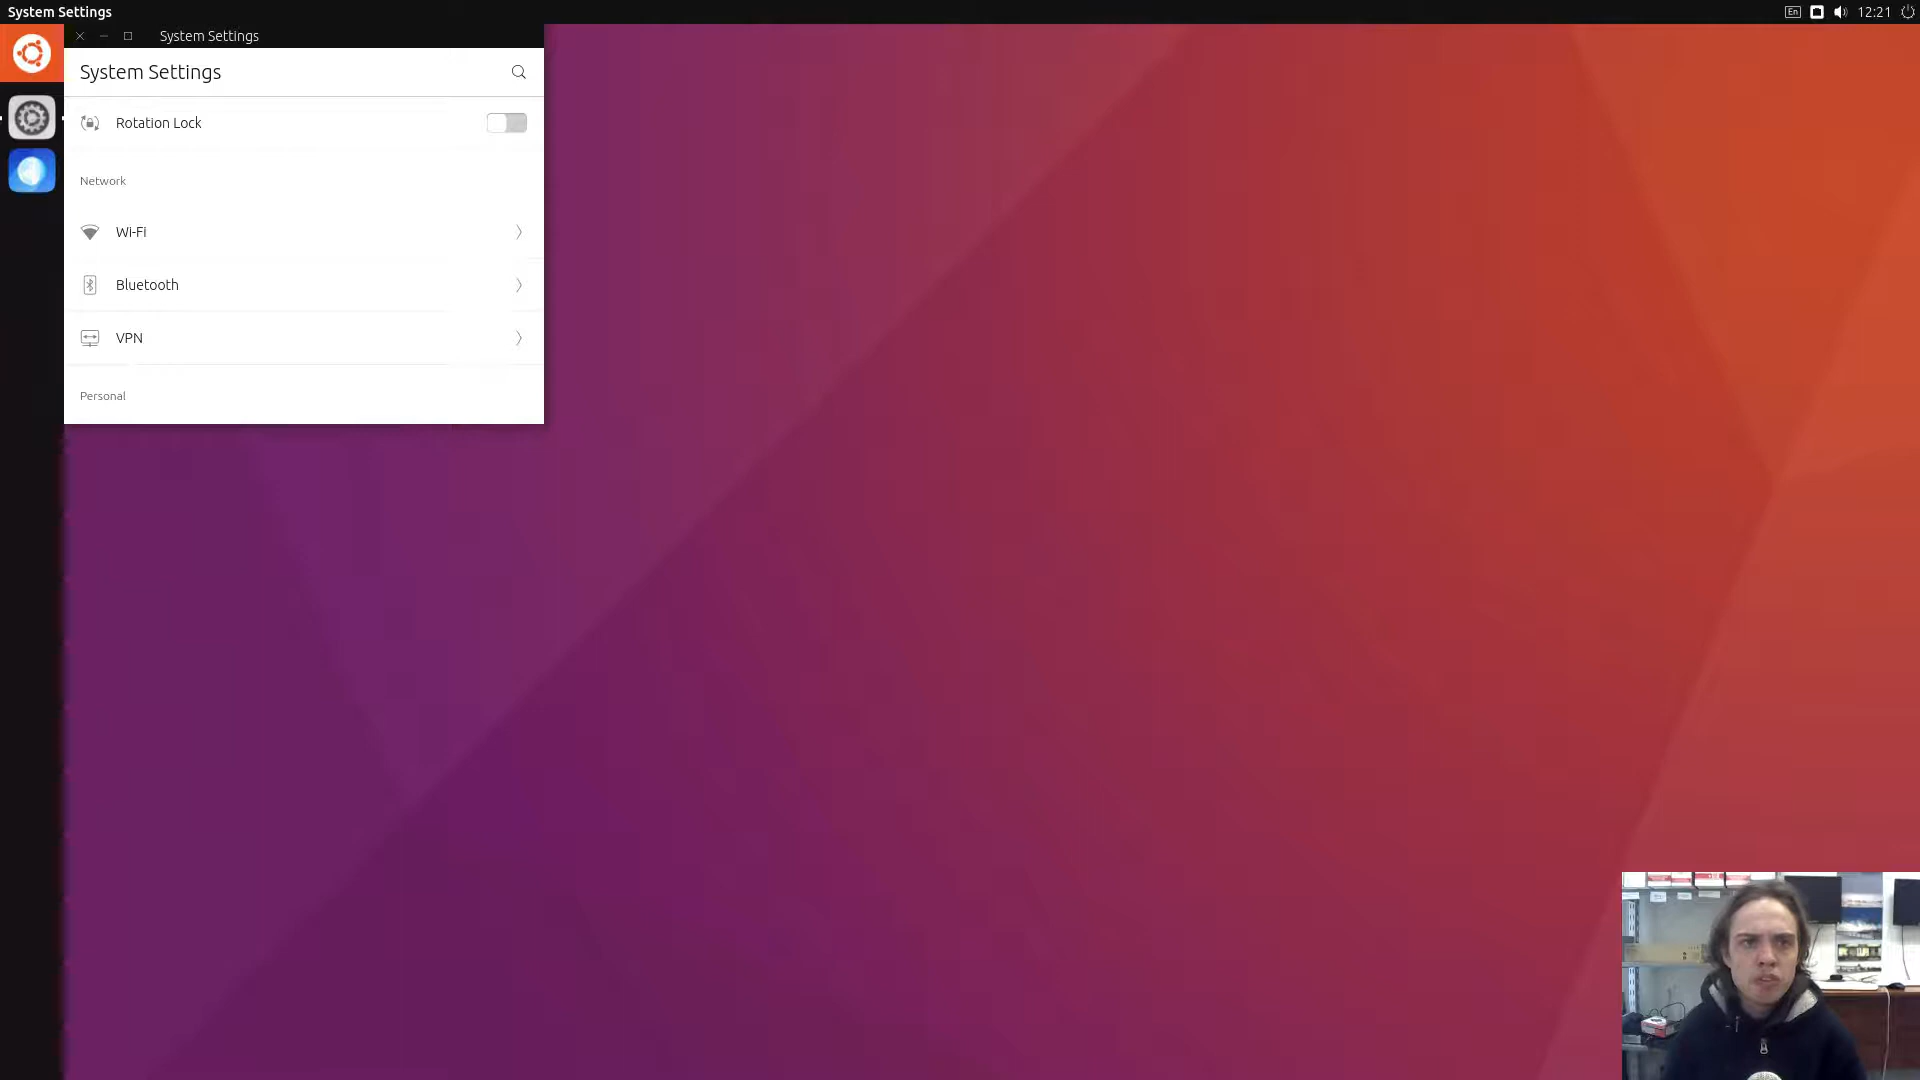 System Settings
En
12:21
System Settings
System Settings
Rotation Lock
Network
Wi-Fi
Bluetooth
VPN
Personal